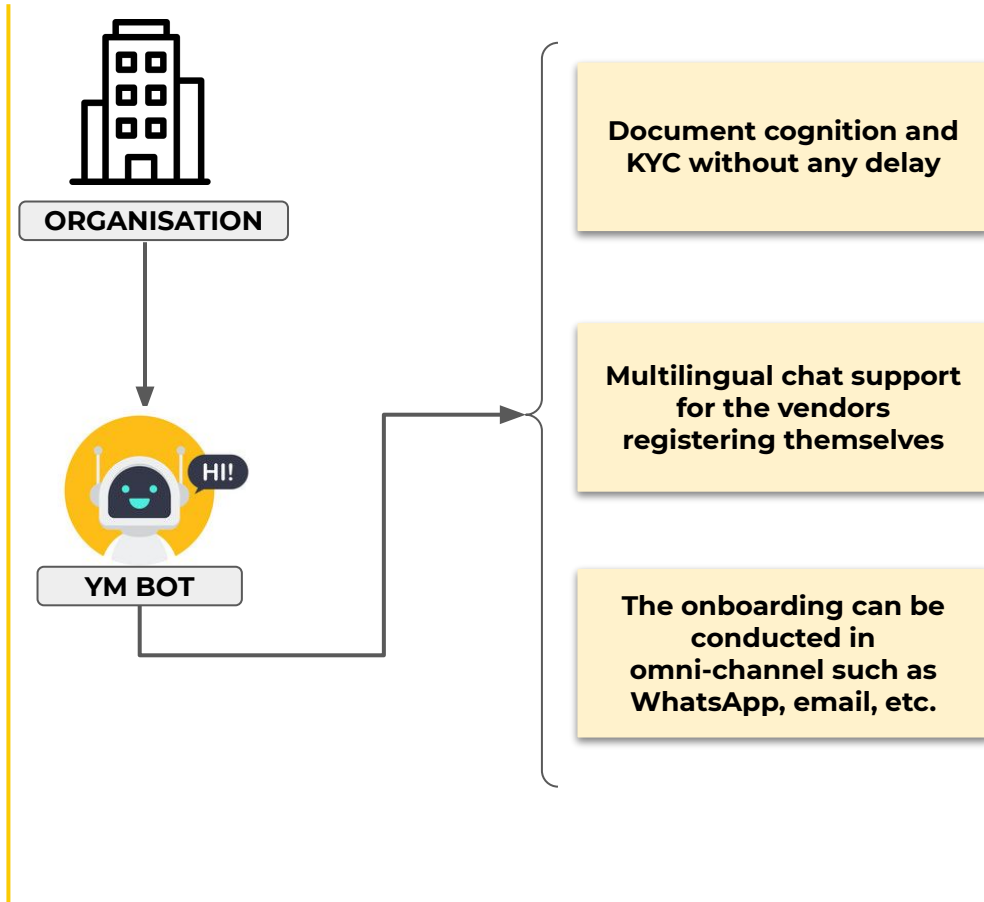 ORGANISATION
HI!
YM BOT
Document cognition and
KYC without any delay
Multilingual chat support
for the vendors
registering themselves
The onboarding can be
conducted in
omni-channel such as
WhatsApp, email, etc.